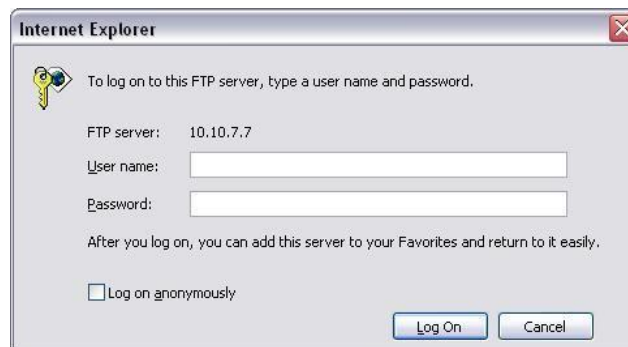 Internet Explorer
To log on to this FTP server, type a user name and password.
FTP server: 10.10.7.7
User name:
Password:
After you log on, you can add this server to your Favorites and return to it easily.
Log on anonymously
Log On Cancel